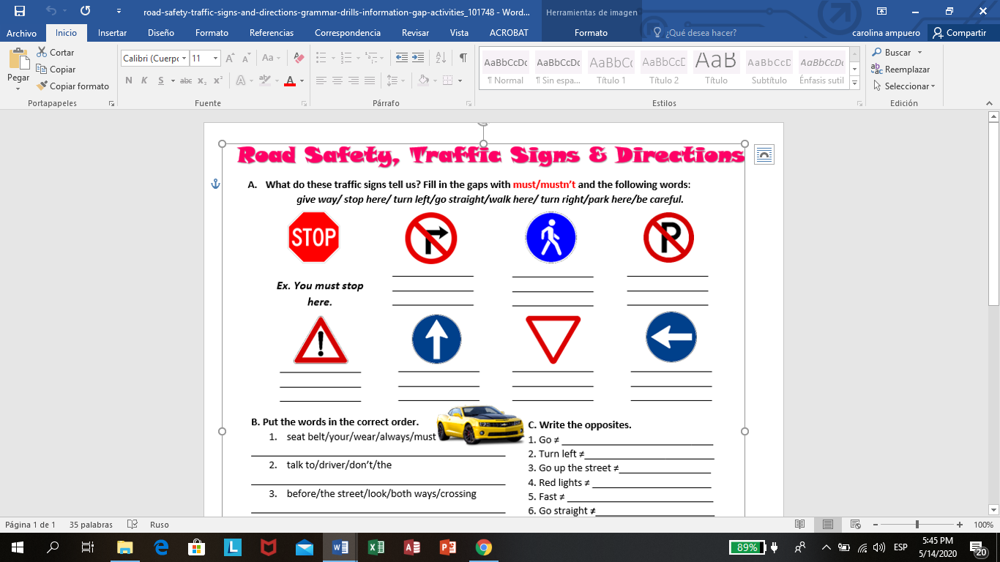 road-safety-traffic-signs-and-directions-grammar-drills-information-gap-activities_101748 - Word...
Herramientas de imagen
Archivo Inicio Insertar Diseño Formato Referencias Correspondencia Revisar Vista ACROBAT Formato ¿Qué desea hacer? carolina ampuero Compartir
Pegar
Cortar
Copiar
Copiar formato
Portapapeles
Calibri (Cuerpo 11
N K S abc x₂ x²
Fuente
Párrafo
AaBbCcDc AaBbCcDc AaBbCc AaBbCcD AaB AaBbCcD AaBbCcDt
¶ Normal ¶ Sin espa... Título 1 Título 2 Título Subtítulo Énfasis sutil
Estilos
Buscar
Reemplazar
Seleccionar
Edición
Road Safety, Traffic Signs & Directions
A. What do these traffic signs tell us? Fill in the gaps with must/mustn't and the following words:
give way/ stop here/ turn left/go straight/walk here/ turn right/park here/be careful.
STOP
P
Ex. You must stop
here.
!
B. Put the words in the correct order.
1. seat belt/your/wear/always/must
2. talk to/driver/don't/the
3. before/the street/look/both ways/crossing
C. Write the opposites.
1. Go ≠
2. Turn left ≠
3. Go up the street ≠
4. Red lights ≠
5. Fast ≠
6. Go straight ≠
Página 1 de 1 35 palabras Ruso 100%
89% ESP 5:45 PM
5/14/2020 20